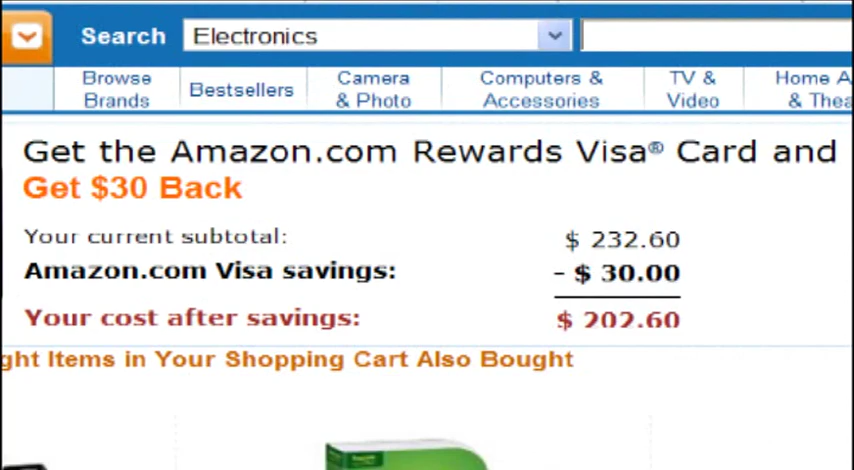 Search Electronics
Browse Brands Bestsellers Camera & Photo Computers & Accessories TV & Video Home & 
Get the Amazon.com Rewards Visa® Card and
Get $30 Back
Your current subtotal: $ 232.60
Amazon.com Visa savings: - $ 30.00
Your cost after savings: $ 202.60
Items in Your Shopping Cart Also Bought